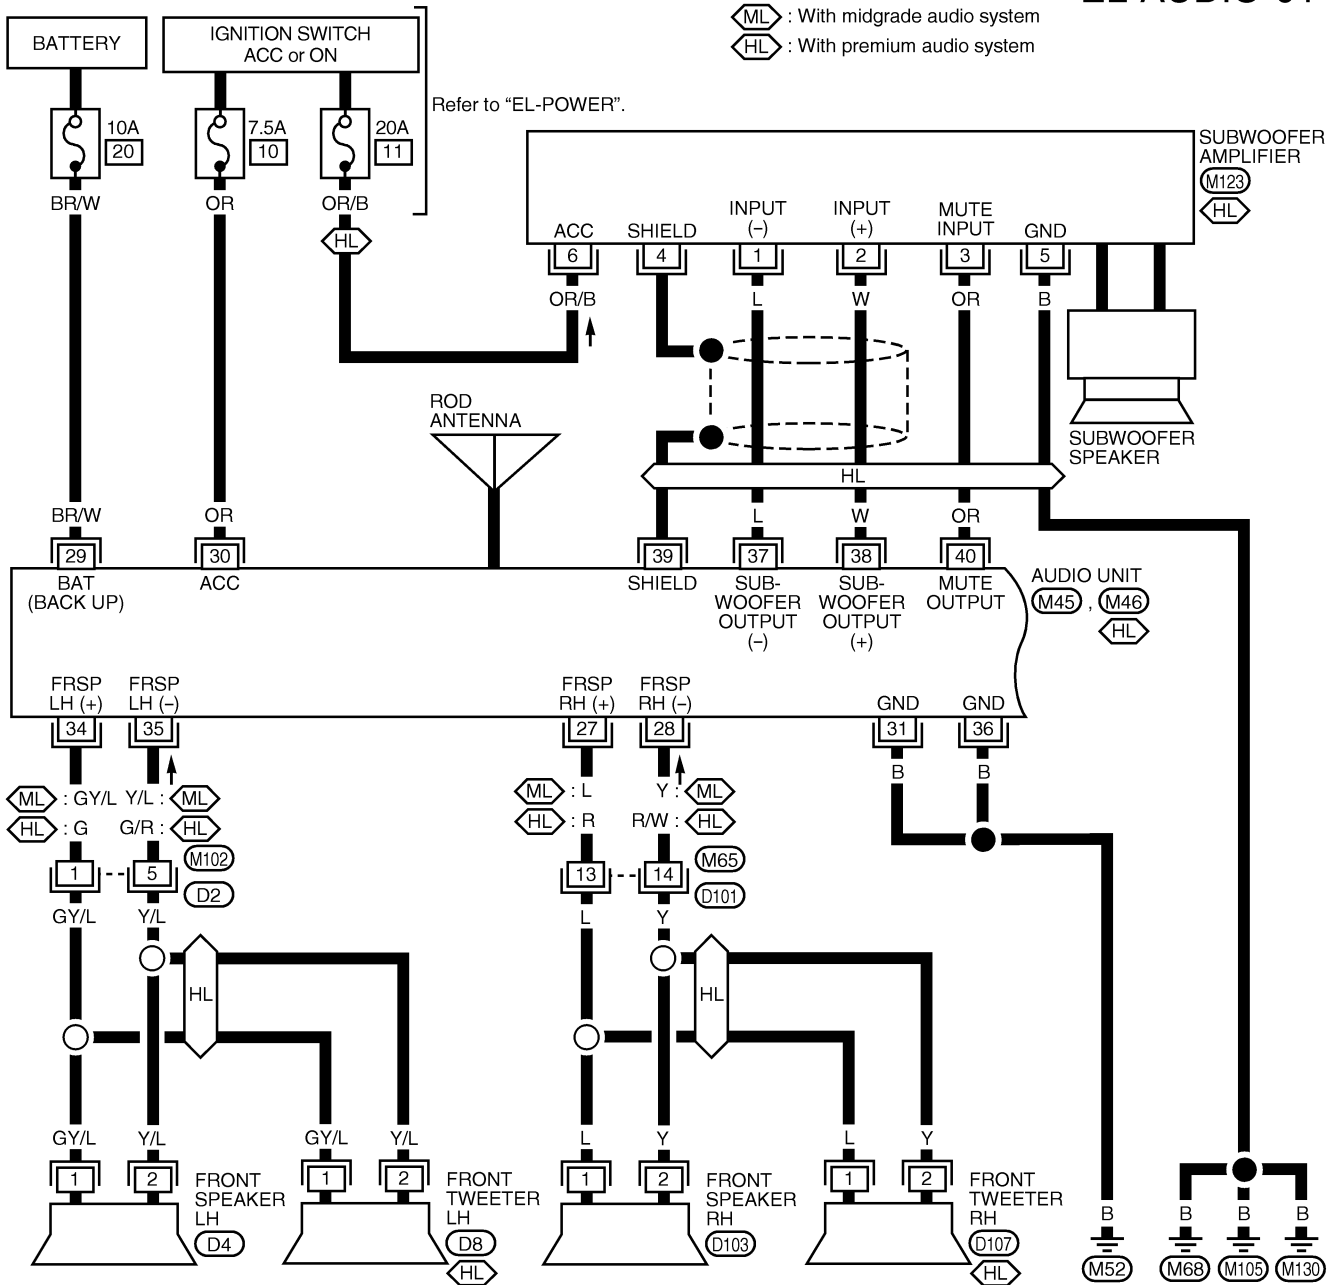 ML : With midgrade audio system
HL : With premium audio system
BATTERY
IGNITION SWITCH
ACC or ON
Refer to “EL-POWER”.
10A
20
7.5A
10
20A
11
BR/W
OR
OR/B
HL
SUBWOOFER
AMPLIFIER
M123
HL
ACC
SHIELD
INPUT
(–)
INPUT
(+)
MUTE
INPUT
GND
6
4
1
2
3
5
OR/B
L
W
OR
B
SUBWOOFER
SPEAKER
ROD
ANTENNA
HL
BR/W
OR
L
W
OR
29
30
39
37
38
40
BAT
(BACK UP)
ACC
SHIELD
SUB-
WOOFER
OUTPUT
(–)
SUB-
WOOFER
OUTPUT
(+)
MUTE
OUTPUT
AUDIO UNIT
M45 , M46
HL
FRSP
LH (+)
FRSP
LH (–)
FRSP
RH (+)
FRSP
RH (–)
GND
GND
34
35
27
28
31
36
B
B
ML : GY/L
Y/L : ML
HL : G
G/R : HL
ML : L
Y : ML
HL : R
R/W : HL
1
5
M102
D2
13
14
M65
D101
GY/L
Y/L
L
Y
HL
HL
GY/L
Y/L
GY/L
Y/L
L
Y
L
Y
1
2
1
2
1
2
1
2
FRONT
SPEAKER
LH
D4
FRONT
TWEETER
LH
D8
HL
FRONT
SPEAKER
RH
D103
FRONT
TWEETER
RH
D107
HL
B
B
B
B
M52
M68
M105
M130